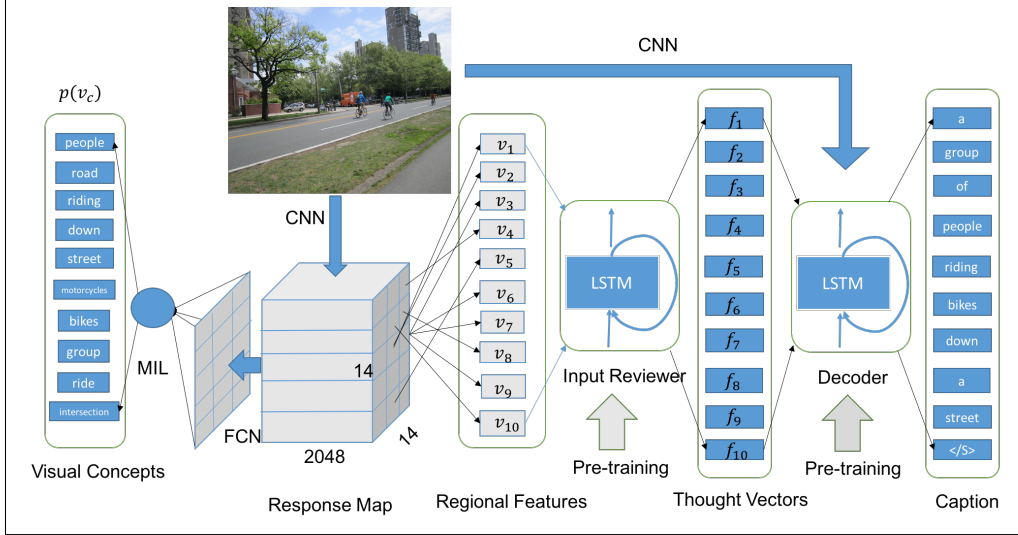 CNN
p(v_c)
people
road
riding
down
street
motorcycles
bikes
group
ride
intersection
Visual Concepts
MIL
CNN
FCN
14
14
2048
Response Map
v_1
v_2
v_3
v_4
v_5
v_6
v_7
v_8
v_9
v_10
Regional Features
LSTM
Input Reviewer
Pre-training
f_1
f_2
f_3
f_4
f_5
f_6
f_7
f_8
f_9
f_10
Thought Vectors
LSTM
Decoder
Pre-training
a
group
of
people
riding
bikes
down
a
street
</S>
Caption